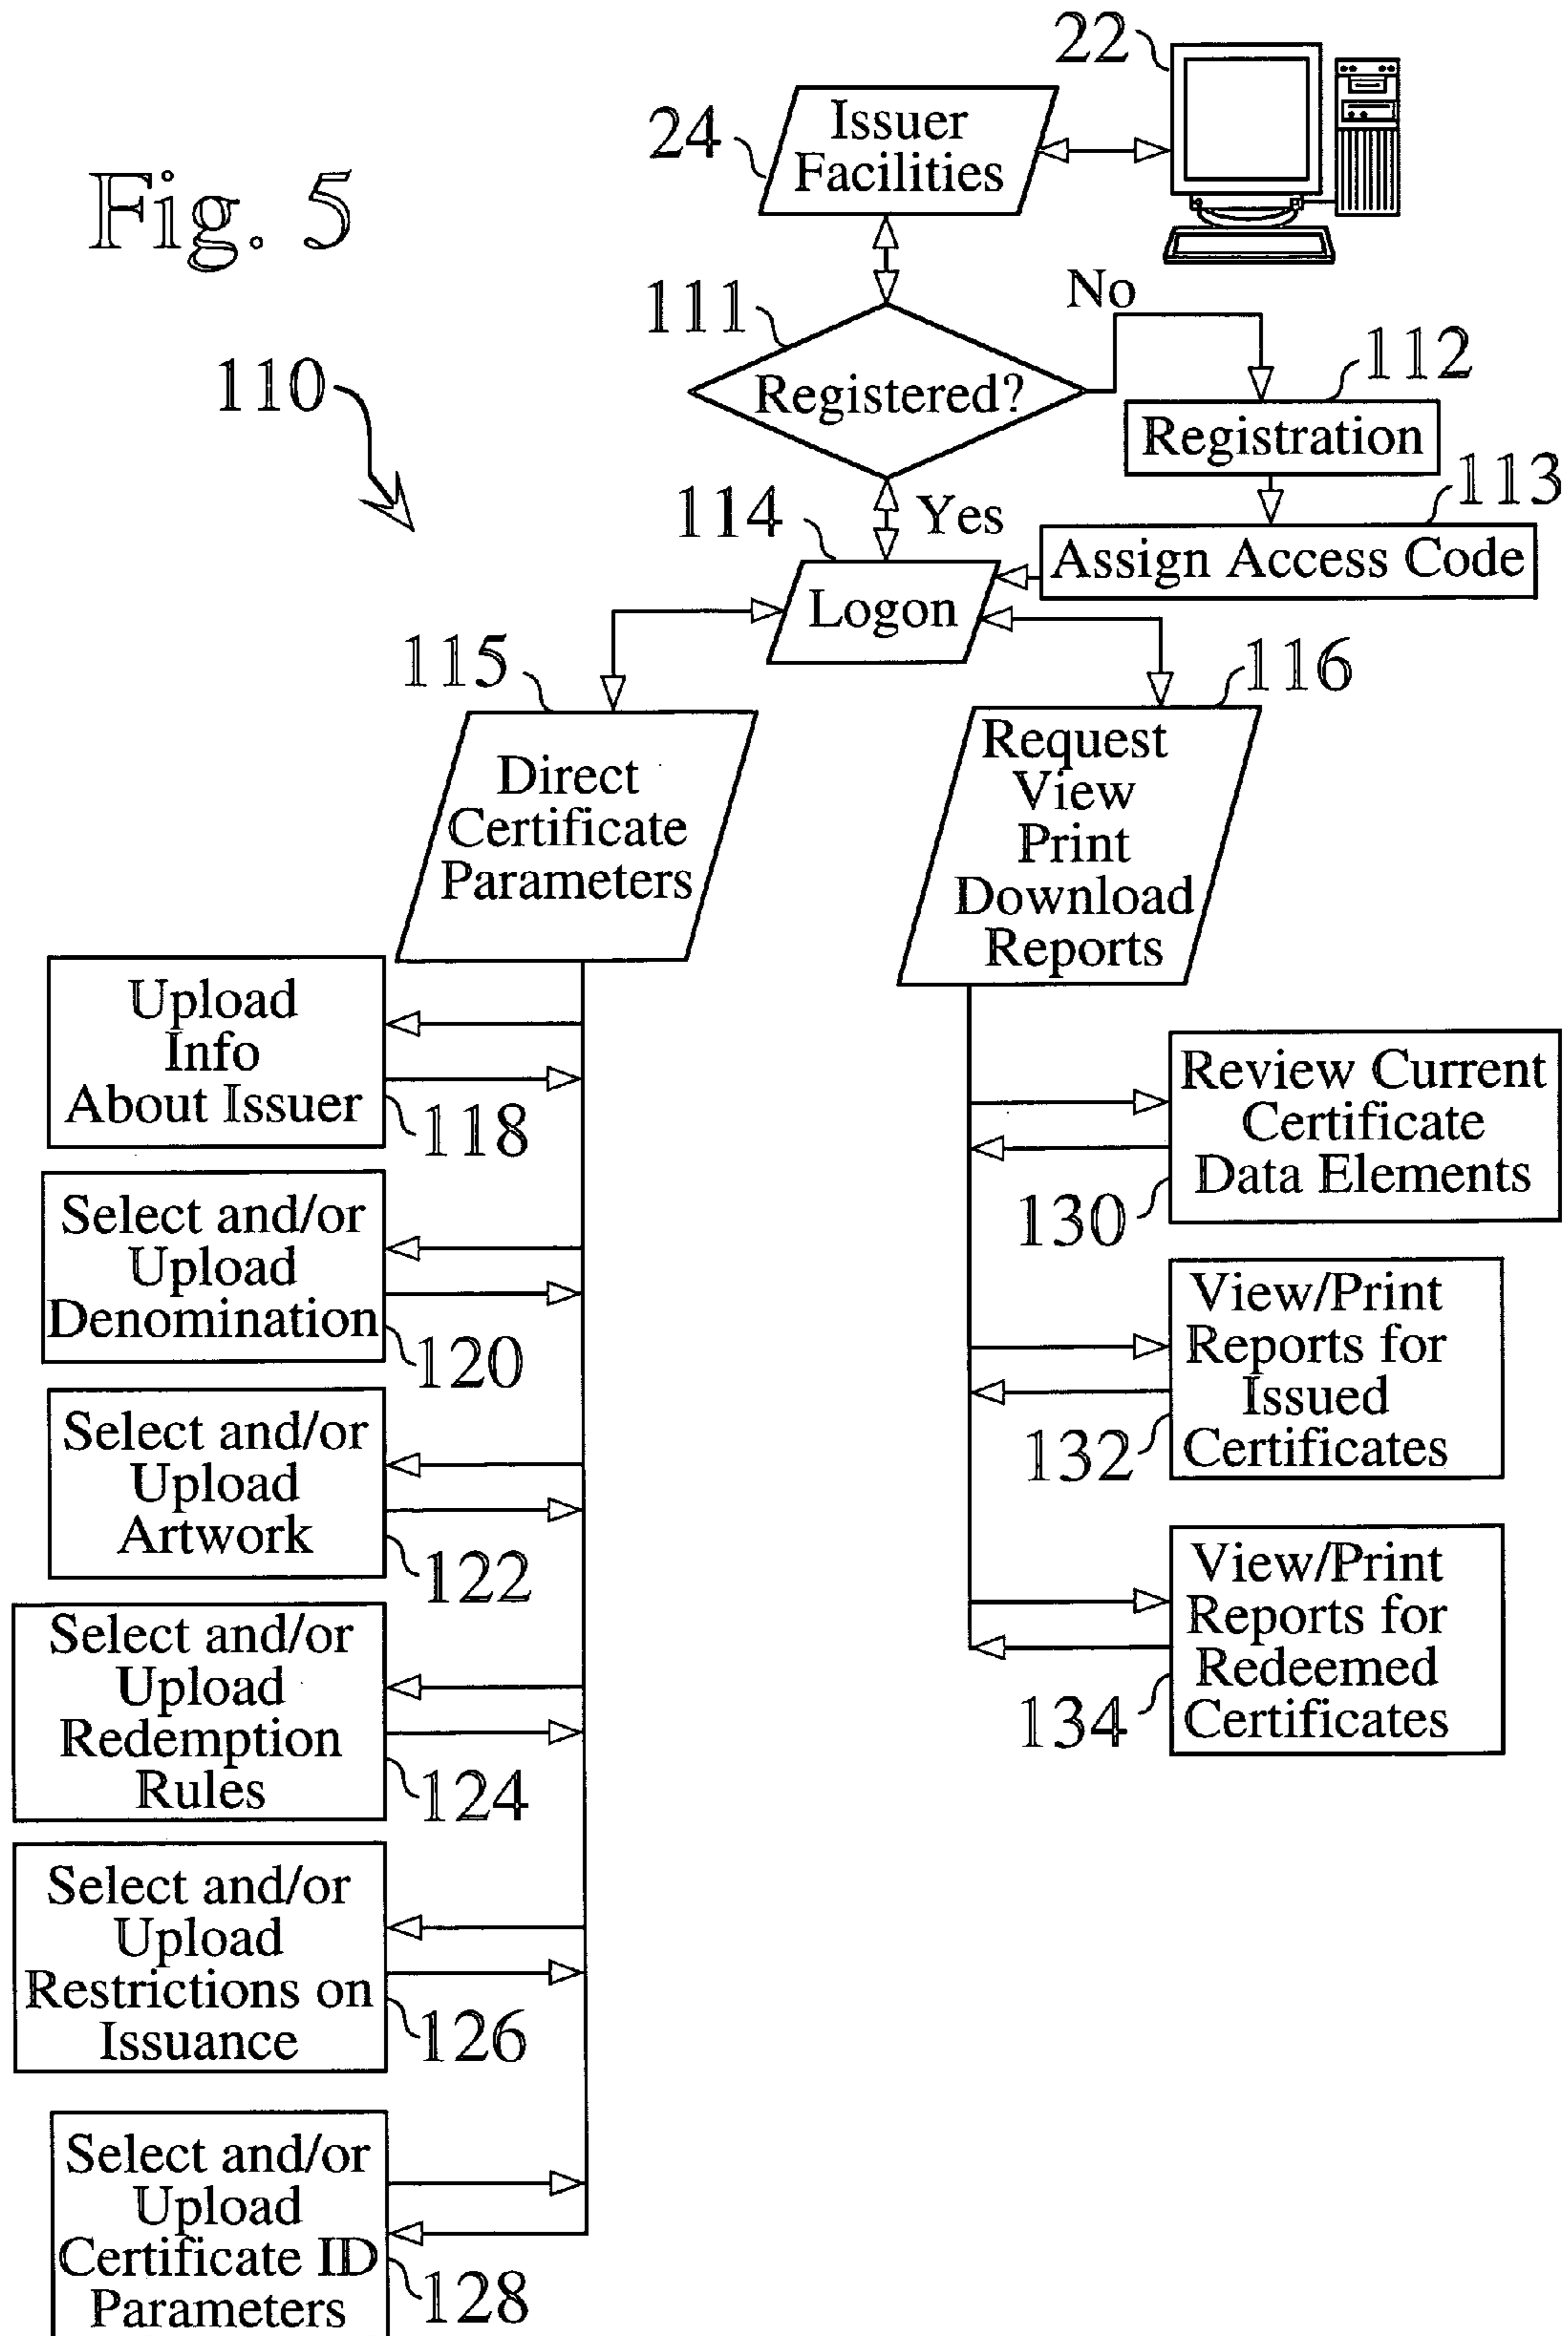 Fig. 5
22
24
Issuer
Facilities
110
111
Registered?
No
112
Registration
113
Assign Access Code
Yes
114
Logon
115
Direct
Certificate
Parameters
116
Request
View
Print
Download
Reports
Upload
Info
About Issuer
118
Select and/or
Upload
Denomination
120
Select and/or
Upload
Artwork
122
Select and/or
Upload
Redemption
Rules
124
Select and/or
Upload
Restrictions on
Issuance
126
Select and/or
Upload
Certificate ID
Parameters
128
Review Current
Certificate
Data Elements
130
View/Print
Reports for
Issued
Certificates
132
View/Print
Reports for
Redeemed
Certificates
134